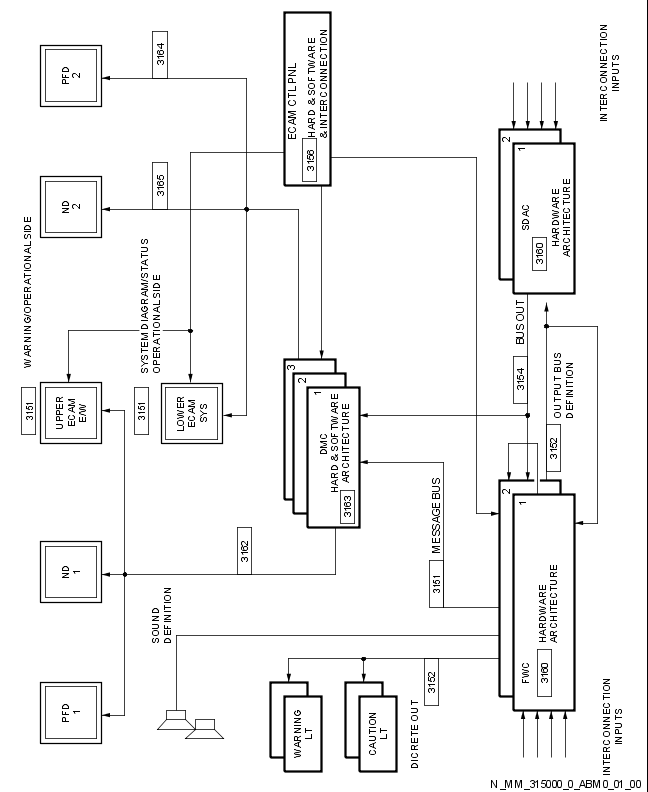 PFD
2
3164
ND
2
3165
WARNING/OPERATIONAL SIDE
3151
UPPER
ECAM
E/W
SYSTEM DIAGRAM/STATUS
OPERATIONAL SIDE
3151
LOWER
ECAM
SYS
ND
1
PFD
1
3162
SOUND
DEFINITION
ECAM CTL PNL
HARD & SOFTWARE
& INTERCONNECTION
3156
3
2
1
DMC
HARD & SOFTWARE
ARCHITECTURE
3163
MESSAGE BUS
3151
WARNING
LT
CAUTION
LT
DICRETE OUT
3152
INTERCONNECTION
INPUTS
2
1
SDAC
HARDWARE
ARCHITECTURE
3160
BUS OUT
3154
OUTPUT BUS
DEFINITION
3152
2
1
FWC
HARDWARE
ARCHITECTURE
3160
INTERCONNECTION
INPUTS
N_MM_315000_0_ABM0_01_00